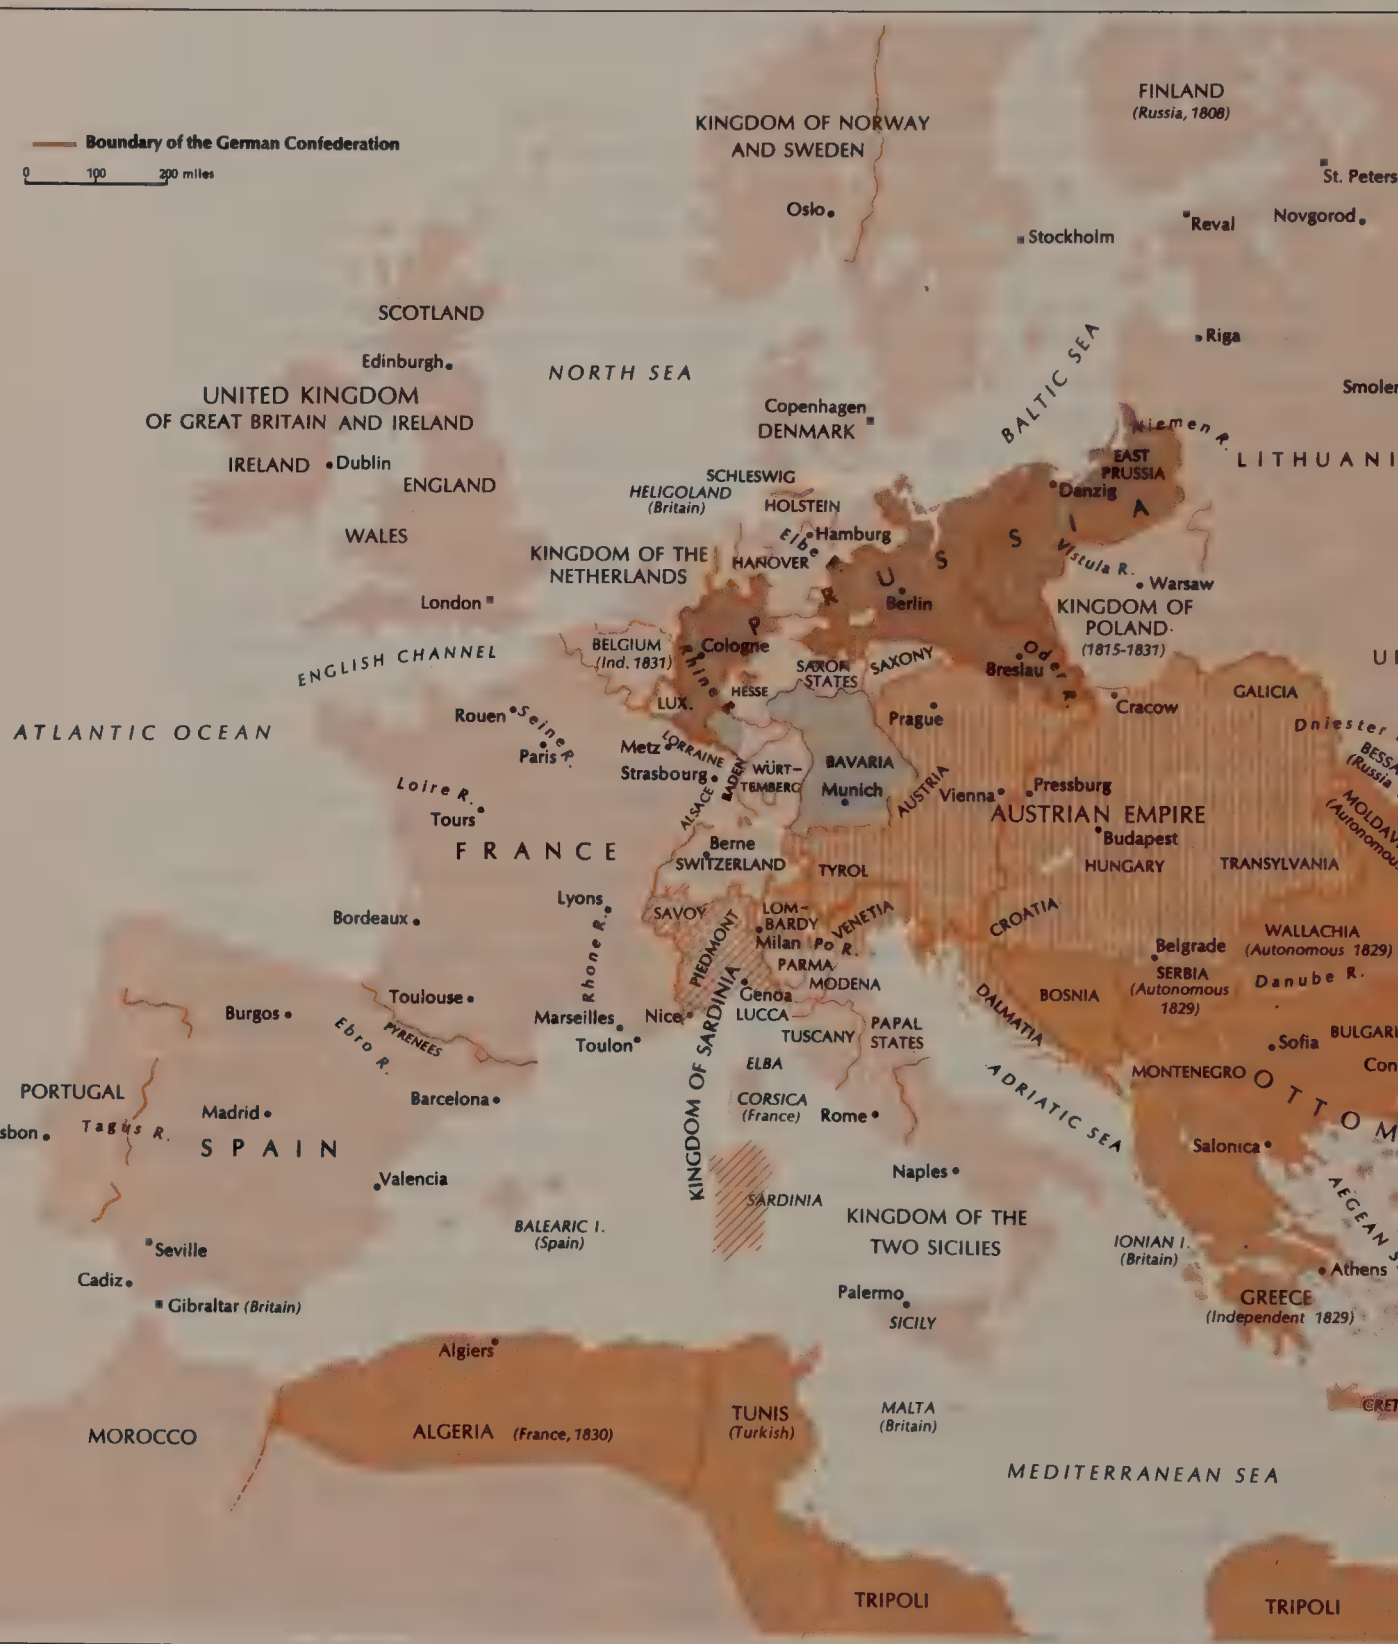 Boundary of the German Confederation
0 100 200 miles
KINGDOM OF NORWAY
AND SWEDEN
FINLAND
(Russia, 1808)
St. Peters
Oslo
Stockholm
Reval
Novgorod
SCOTLAND
Edinburgh
NORTH SEA
BALTIC SEA
Riga
UNITED KINGDOM
OF GREAT BRITAIN AND IRELAND
Copenhagen
DENMARK
Smolen
Niemen R.
LITHUANI
IRELAND
Dublin
ENGLAND
SCHLESWIG
HELIGOLAND
(Britain)
HOLSTEIN
EAST
PRUSSIA
Danzig
WALES
Elbe R.
Hamburg
PRUSSIA
KINGDOM OF THE
NETHERLANDS
HANOVER
Vistula R.
Warsaw
London
Berlin
KINGDOM OF
POLAND
(1815-1831)
ENGLISH CHANNEL
BELGIUM
(Ind. 1831)
Cologne
Rhine R.
SAXON
STATES
SAXONY
Breslau
Oder R.
U
LUX.
HESSE
GALICIA
ATLANTIC OCEAN
Rouen
Seine R.
Paris
Prague
Cracow
Dniester
Metz
LORRAINE
Strasbourg
BADEN
WÜRT-
TEMBERG
BAVARIA
Munich
BESSA
(Russia
Loire R.
Tours
ALSACE
AUSTRIA
Vienna
Pressburg
AUSTRIAN EMPIRE
Budapest
MOLDAV
(Autonomous
FRANCE
Berne
SWITZERLAND
TYROL
HUNGARY
TRANSYLVANIA
Lyons
Bordeaux
SAVOY
PIEDMONT
LOM-
BARDY
Milan
VENETIA
Po R.
CROATIA
WALLACHIA
(Autonomous 1829)
Belgrade
Rhone R.
PARMA
MODENA
SERBIA
(Autonomous
1829)
Danube R.
Toulouse
Genoa
LUCCA
BOSNIA
DALMATIA
Burgos
Ebro R.
PYRENEES
Marseilles
Toulon
Nice
KINGDOM OF SARDINIA
TUSCANY
PAPAL
STATES
Sofia
BULGARI
ELBA
ADRIATIC SEA
MONTENEGRO
Con
PORTUGAL
Madrid
Barcelona
CORSICA
(France)
Rome
OTTOM
sbon
Tagus R.
SPAIN
Valencia
Naples
Salonica
AEGEAN S
SARDINIA
BALEARIC I.
(Spain)
KINGDOM OF THE
TWO SICILIES
IONIAN I.
(Britain)
Seville
Cadiz
Gibraltar (Britain)
Palermo
SICILY
Athens
GREECE
(Independent 1829)
Algiers
CRET
MOROCCO
ALGERIA (France, 1830)
TUNIS
(Turkish)
MALTA
(Britain)
MEDITERRANEAN SEA
TRIPOLI
TRIPOLI